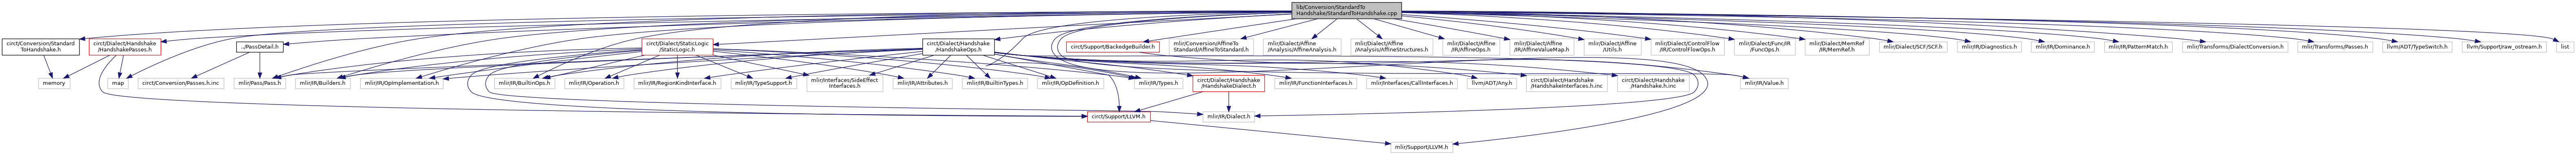 lib/Conversion/StandardTo
Handshake/StandardToHandshake.cpp
circt/Conversion/Standard
ToHandshake.h
circt/Dialect/Handshake
/HandshakePasses.h
../PassDetail.h
circt/Dialect/StaticLogic
/StaticLogic.h
circt/Dialect/Handshake
/HandshakeOps.h
circt/Support/BackedgeBuilder.h
mlir/Conversion/AffineTo
Standard/AffineToStandard.h
mlir/Dialect/Affine
/Analysis/AffineAnalysis.h
mlir/Dialect/Affine
/Analysis/AffineStructures.h
mlir/Dialect/Affine
/IR/AffineOps.h
mlir/Dialect/Affine
/IR/AffineValueMap.h
mlir/Dialect/Affine
/Utils.h
mlir/Dialect/ControlFlow
/IR/ControlFlowOps.h
mlir/Dialect/Func/IR
/FuncOps.h
mlir/Dialect/MemRef
/IR/MemRef.h
mlir/Dialect/SCF/SCF.h
mlir/IR/Diagnostics.h
mlir/IR/Dominance.h
mlir/IR/PatternMatch.h
mlir/Transforms/DialectConversion.h
mlir/Transforms/Passes.h
llvm/ADT/TypeSwitch.h
llvm/Support/raw_ostream.h
list
memory
map
circt/Conversion/Passes.h.inc
mlir/Pass/Pass.h
mlir/IR/Builders.h
mlir/IR/OpImplementation.h
mlir/IR/BuiltinOps.h
mlir/IR/Operation.h
mlir/IR/RegionKindInterface.h
mlir/IR/TypeSupport.h
mlir/Interfaces/SideEffect
Interfaces.h
mlir/IR/Attributes.h
mlir/IR/BuiltinTypes.h
mlir/IR/OpDefinition.h
mlir/IR/Types.h
circt/Dialect/Handshake
/HandshakeDialect.h
mlir/IR/FunctionInterfaces.h
mlir/Interfaces/CallInterfaces.h
llvm/ADT/Any.h
circt/Dialect/Handshake
/HandshakeInterfaces.h.inc
circt/Dialect/Handshake
/Handshake.h.inc
mlir/IR/Value.h
circt/Support/LLVM.h
mlir/IR/Dialect.h
mlir/Support/LLVM.h